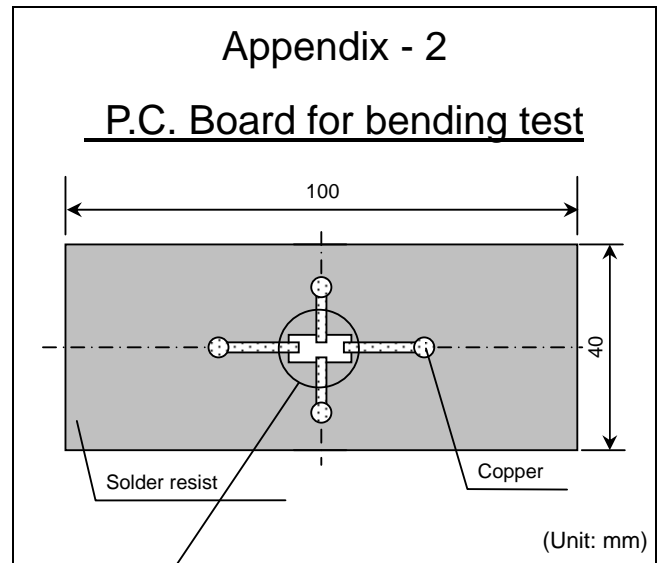 Appendix - 2
P.C. Board for bending test
100
40
Solder resist
Copper
(Unit: mm)